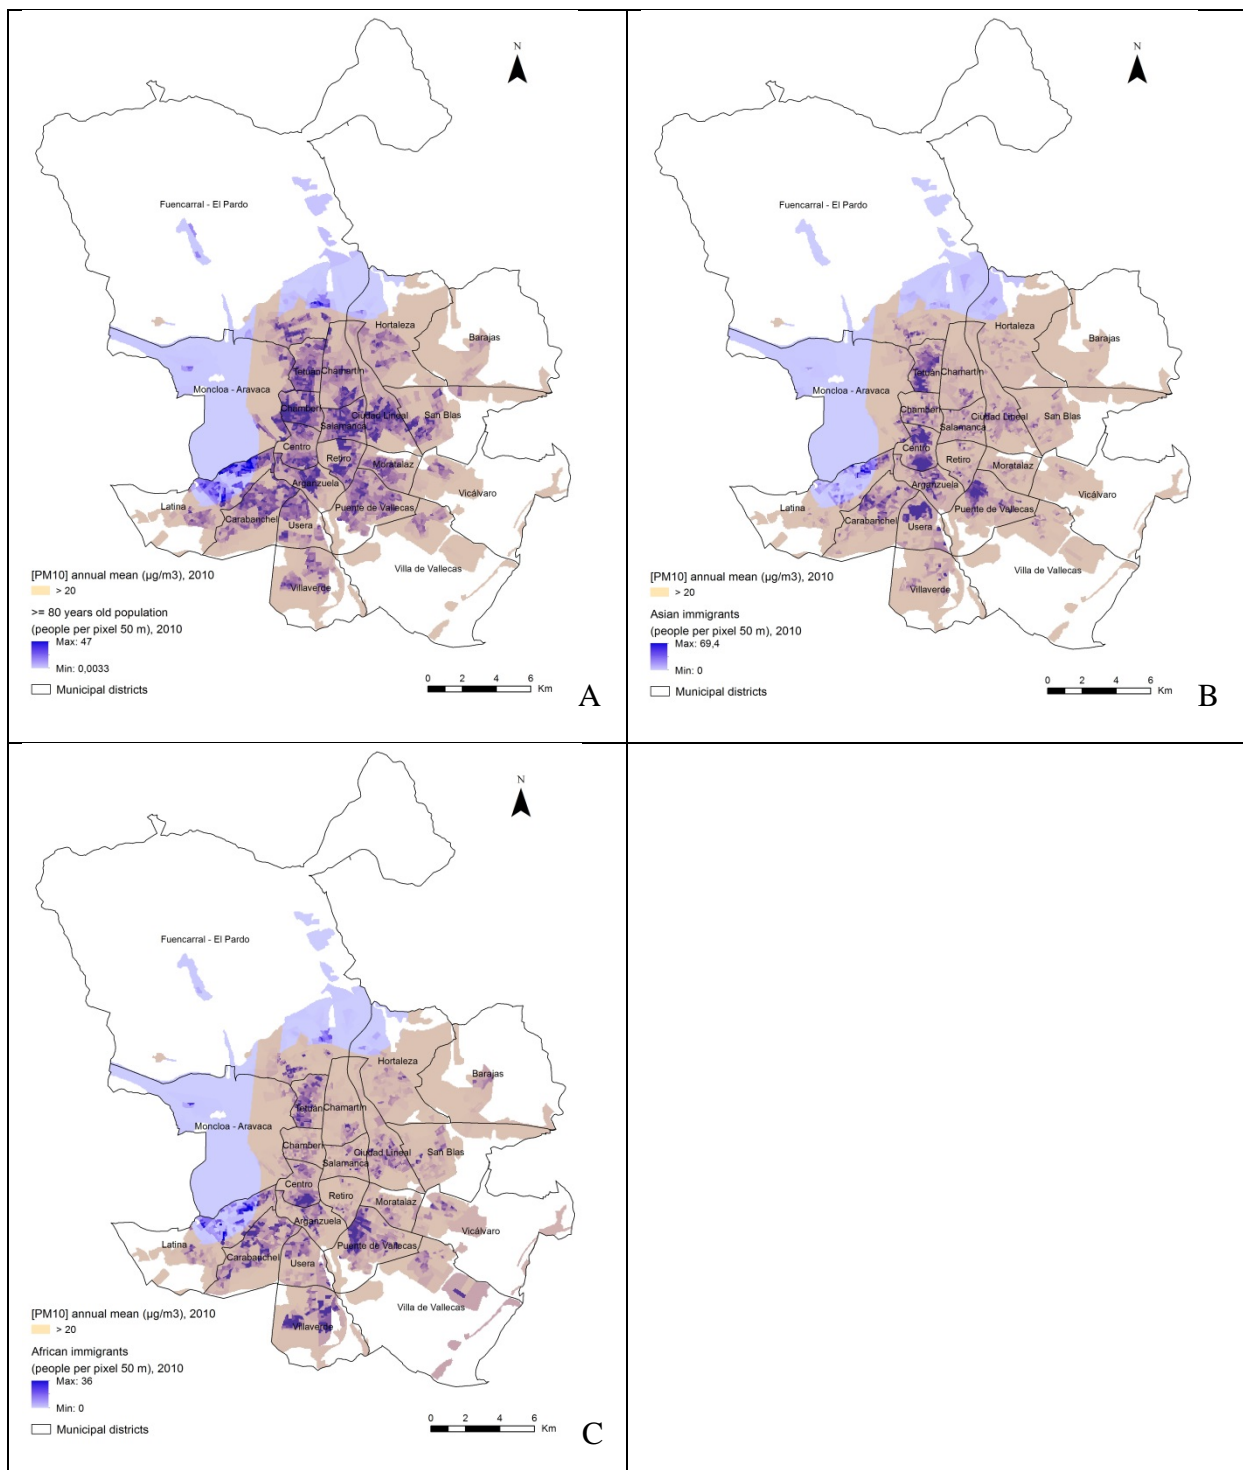 N
Fuencarral - El Pardo
Hortaleza
Barajas
Tetuán
Chamartín
Moncloa - Aravaca
Chamberí
Ciudad Lineal
San Blas
Salamanca
Centro
Retiro
Moratalaz
Arganzuela
Vicálvaro
Latina
Puente de Vallecas
Carabanchel
Usera
Villa de Vallecas
Villaverde
[PM10] annual mean (µg/m3), 2010
> 20
>= 80 years old population
(people per pixel 50 m), 2010
Max: 47
Min: 0,0033
Municipal districts
0 2 4 6
Km
A
N
Fuencarral - El Pardo
Hortaleza
Barajas
Tetuán
Chamartín
Moncloa - Aravaca
Chamberí
Ciudad Lineal
San Blas
Salamanca
Centro
Retiro
Moratalaz
Arganzuela
Vicálvaro
Latina
Puente de Vallecas
Carabanchel
Usera
Villa de Vallecas
Villaverde
[PM10] annual mean (µg/m3), 2010
> 20
Asian immigrants
(people per pixel 50 m), 2010
Max: 69,4
Min: 0
Municipal districts
0 2 4 6
Km
B
N
Fuencarral - El Pardo
Hortaleza
Barajas
Tetuán
Chamartín
Moncloa - Aravaca
Chamberí
Ciudad Lineal
San Blas
Salamanca
Centro
Retiro
Moratalaz
Arganzuela
Vicálvaro
Latina
Puente de Vallecas
Carabanchel
Usera
Villa de Vallecas
Villaverde
[PM10] annual mean (µg/m3), 2010
> 20
African immigrants
(people per pixel 50 m), 2010
Max: 36
Min: 0
Municipal districts
0 2 4 6
Km
C